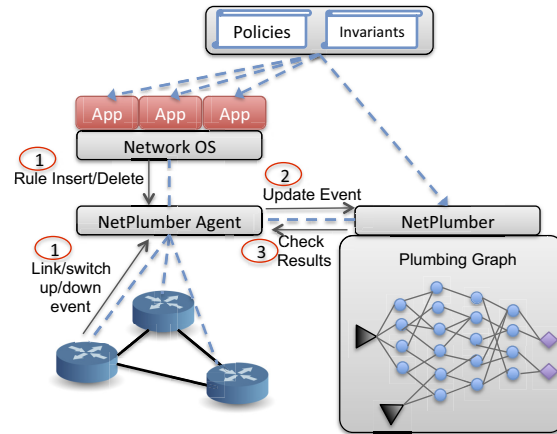 Policies
Invariants
App App App
Network OS
1
Rule Insert/Delete
2
Update Event
NetPlumber Agent
NetPlumber
1
Link/switch
up/down
event
3
Check
Results
Plumbing Graph